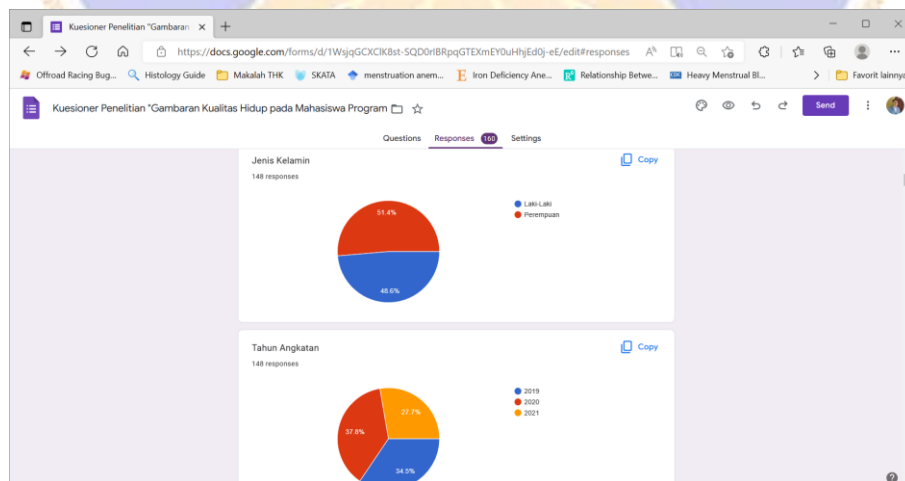 Kuesioner Penelitian "Gambaran
https://docs.google.com/forms/d/1WsjqGCXCIK8st-SQD0rIBRpqGTEXmEY0uHhjEd0j-eE/edit#responses
Offroad Racing Bug... Histology Guide Makalah THK SKATA menstruation anem... Iron Deficiency Ane... Relationship Betwe... Heavy Menstrual Bl... Favorit lainnya
Kuesioner Penelitian "Gambaran Kualitas Hidup pada Mahasiswa Program
Send
Questions Responses 160 Settings
Jenis Kelamin
Copy
148 responses
Laki-Laki
Perempuan
51.4%
48.6%
Tahun Angkatan
Copy
148 responses
2019
2020
2021
27.7%
37.8%
34.5%